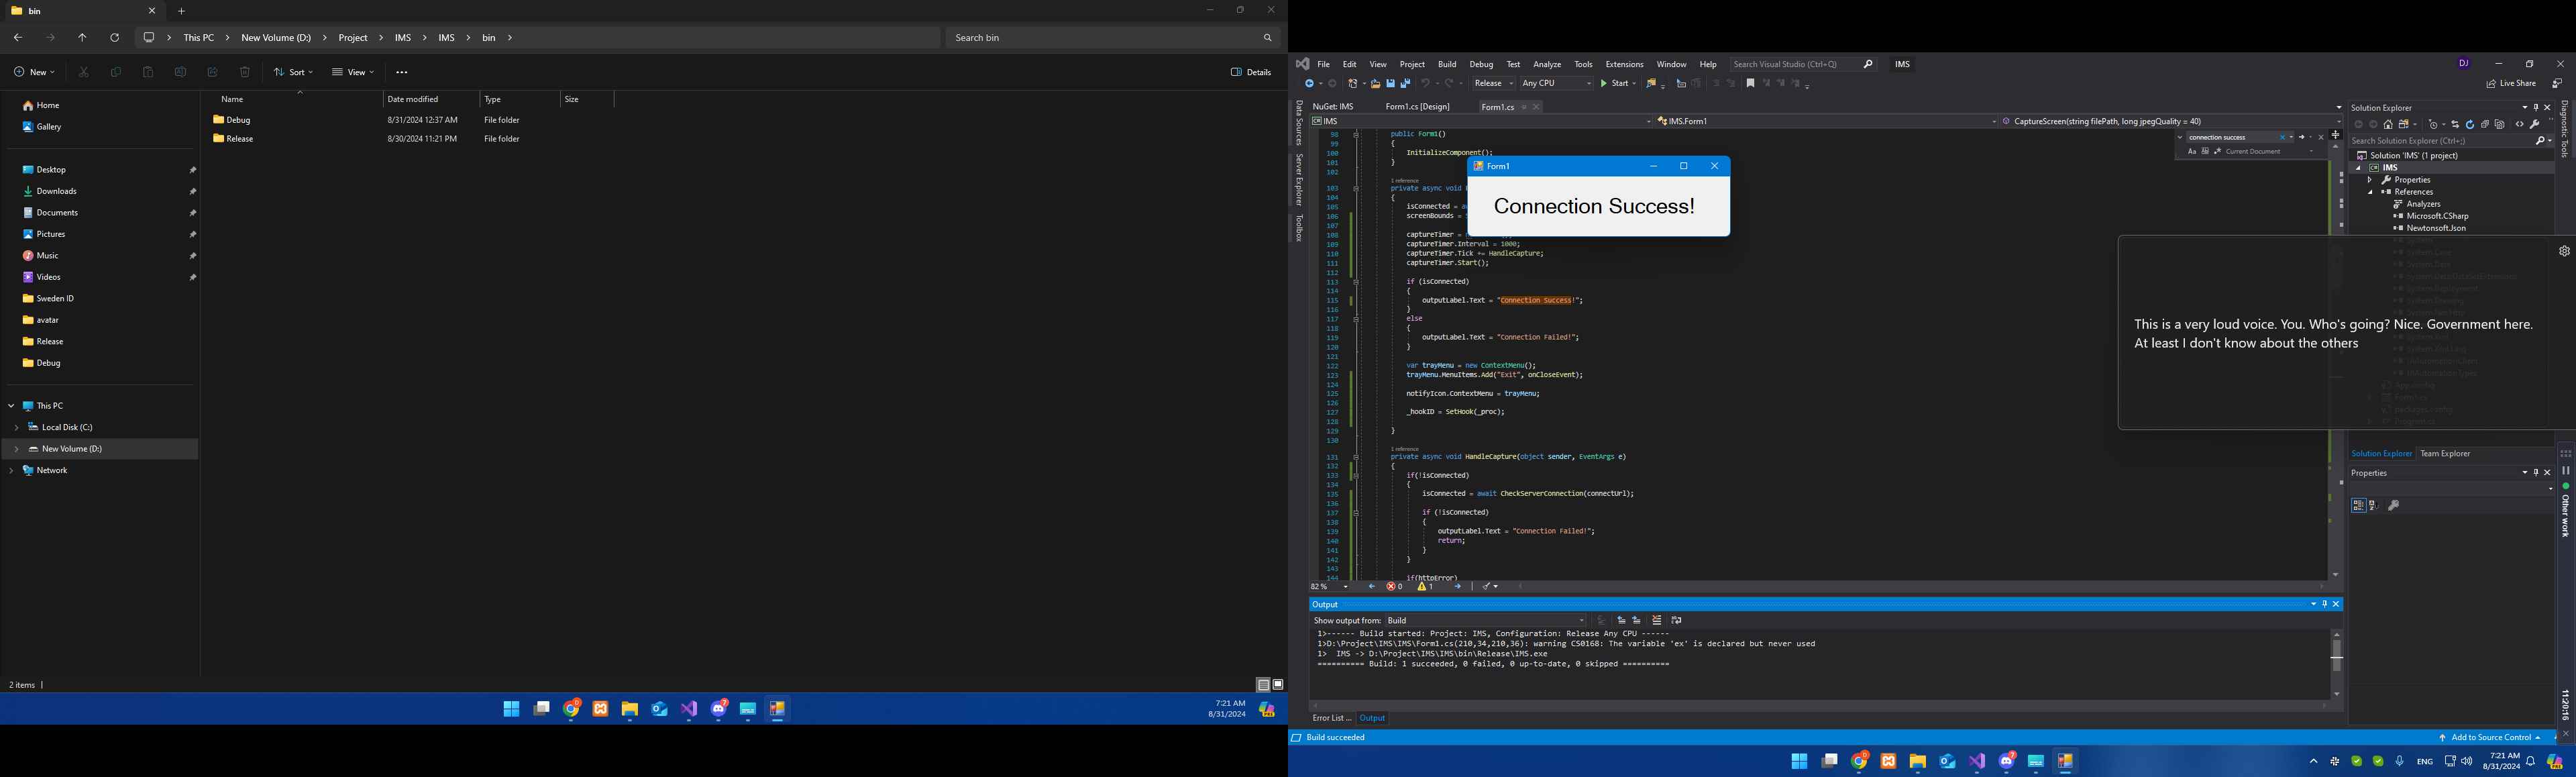 bin
This PC > New Volume (D:) > Project > IMS > IMS > bin >
Search bin
New
Sort
View
Details
Name
Date modified
Type
Size
Debug
8/31/2024 12:37 AM
File folder
Release
8/30/2024 11:21 PM
File folder
Home
Gallery
Desktop
Downloads
Documents
Pictures
Music
Videos
Sweden ID
avatar
Release
Debug
This PC
Local Disk (C:)
New Volume (D:)
Network
2 items
7:21 AM
8/31/2024
File Edit View Project Build Debug Test Analyze Tools Extensions Window Help
Search Visual Studio (Ctrl+Q)
IMS
DJ
Release
Any CPU
Start
Live Share
Data Sources
Server Explorer
Toolbox
NuGet: IMS
Form1.cs [Design]
Form1.cs
IMS
IMS.Form1
CaptureScreen(string filePath, long jpegQuality = 40)
connection success
Current Document
98 public Form1()
99 {
100 InitializeComponent();
101 }
102
1 reference
103 private async void
104 {
105 isConnected =
106 screenBounds =
107
108 captureTimer =
109 captureTimer.Interval = 1000;
110 captureTimer.Tick += HandleCapture;
111 captureTimer.Start();
112
113 if (isConnected)
114 {
115 outputLabel.Text = "Connection Success!";
116 }
117 else
118 {
119 outputLabel.Text = "Connection Failed!";
120 }
121
122 var trayMenu = new ContextMenu();
123 trayMenu.MenuItems.Add("Exit", onCloseEvent);
124
125 notifyIcon.ContextMenu = trayMenu;
126
127 _hookID = SetHook(_proc);
128
129 }
130
1 reference
131 private async void HandleCapture(object sender, EventArgs e)
132 {
133 if(!isConnected)
134 {
135 isConnected = await CheckServerConnection(connectUrl);
136
137 if (!isConnected)
138 {
139 outputLabel.Text = "Connection Failed!";
140 return;
141 }
142 }
143
144 if(httpError)
Form1
Connection Success!
82 %
0
1
Output
Show output from: Build
1>------ Build started: Project: IMS, Configuration: Release Any CPU ------
1>D:\Project\IMS\IMS\Form1.cs(210,34,210,36): warning CS0168: The variable 'ex' is declared but never used
1> IMS -> D:\Project\IMS\IMS\bin\Release\IMS.exe
========== Build: 1 succeeded, 0 failed, 0 up-to-date, 0 skipped ==========
Error List ...
Output
Build succeeded
Add to Source Control
Solution Explorer
Search Solution Explorer (Ctrl+;)
Solution 'IMS' (1 project)
IMS
Properties
References
Analyzers
Microsoft.CSharp
Newtonsoft.Json
This is a very loud voice. You. Who's going? Nice. Government here.
At least I don't know about the others
Solution Explorer
Team Explorer
Properties
Diagnostic Tools
Other work
11:20:16
ENG
7:21 AM
8/31/2024